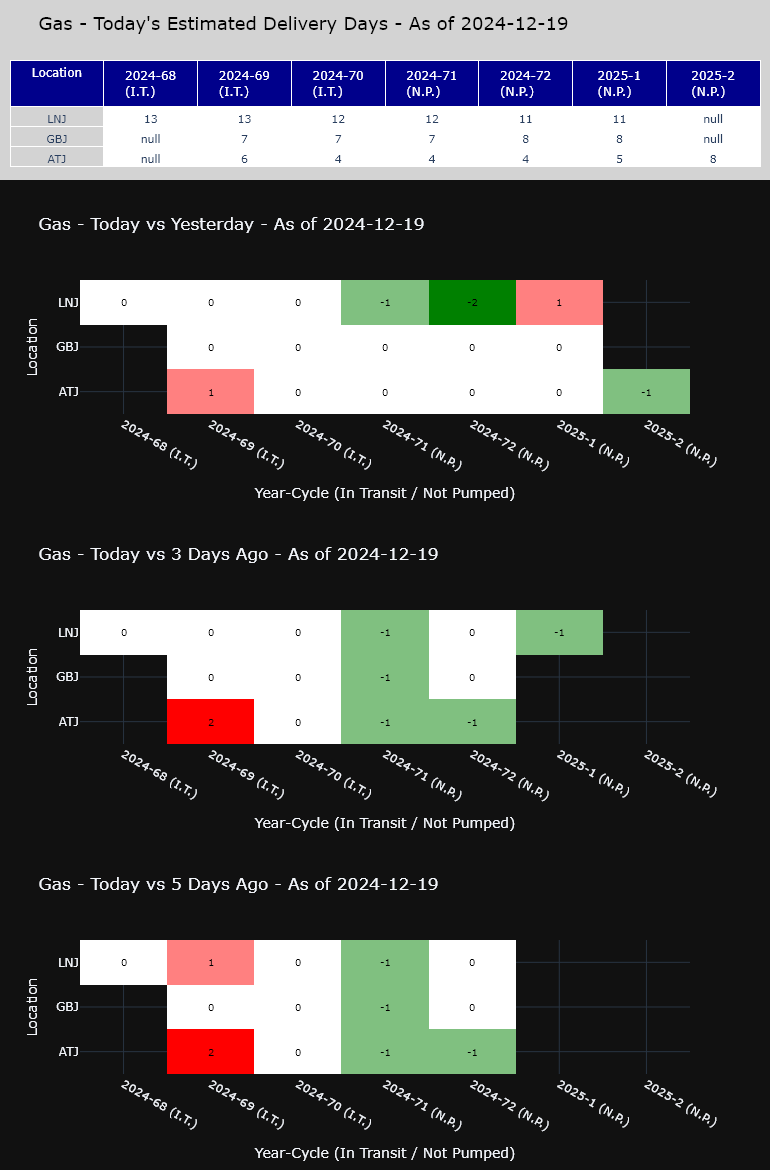 Gas - Today's Estimated Delivery Days - As of 2024-12-19
Location 2024-68 (I.T.) 2024-69 (I.T.) 2024-70 (I.T.) 2024-71 (N.P.) 2024-72 (N.P.) 2025-1 (N.P.) 2025-2 (N.P.)
LNJ 13 13 12 12 11 11 null
GBJ null 7 7 7 8 8 null
ATJ null 6 4 4 4 5 8
Gas - Today vs Yesterday - As of 2024-12-19
Location
LNJ 0 0 0 -1 -2 1
GBJ 0 0 0 0 0
ATJ 1 0 0 0 0 -1
2024-68 (I.T.) 2024-69 (I.T.) 2024-70 (I.T.) 2024-71 (N.P.) 2024-72 (N.P.) 2025-1 (N.P.) 2025-2 (N.P.)
Year-Cycle (In Transit / Not Pumped)
Gas - Today vs 3 Days Ago - As of 2024-12-19
Location
LNJ 0 0 0 -1 0 -1
GBJ 0 0 -1 0
ATJ 2 0 -1 -1
2024-68 (I.T.) 2024-69 (I.T.) 2024-70 (I.T.) 2024-71 (N.P.) 2024-72 (N.P.) 2025-1 (N.P.) 2025-2 (N.P.)
Year-Cycle (In Transit / Not Pumped)
Gas - Today vs 5 Days Ago - As of 2024-12-19
Location
LNJ 0 1 0 -1 0
GBJ 0 0 -1 0
ATJ 2 0 -1 -1
2024-68 (I.T.) 2024-69 (I.T.) 2024-70 (I.T.) 2024-71 (N.P.) 2024-72 (N.P.) 2025-1 (N.P.) 2025-2 (N.P.)
Year-Cycle (In Transit / Not Pumped)